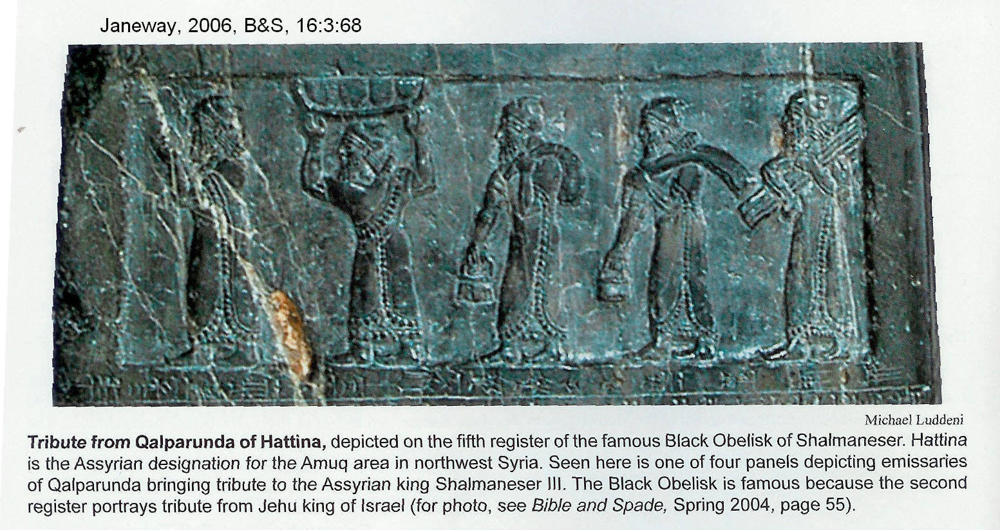 Janeway, 2006, B&S, 16:3:68
Michael Luddeni
Tribute from Qalparunda of Hattina, depicted on the fifth register of the famous Black Obelisk of Shalmaneser. Hattina
is the Assyrian designation for the Amuq area in northwest Syria. Seen here is one of four panels depicting emissaries
of Qalparunda bringing tribute to the Assyrian king Shalmaneser III. The Black Obelisk is famous because the second
register portrays tribute from Jehu king of Israel (for photo, see Bible and Spade, Spring 2004, page 55).